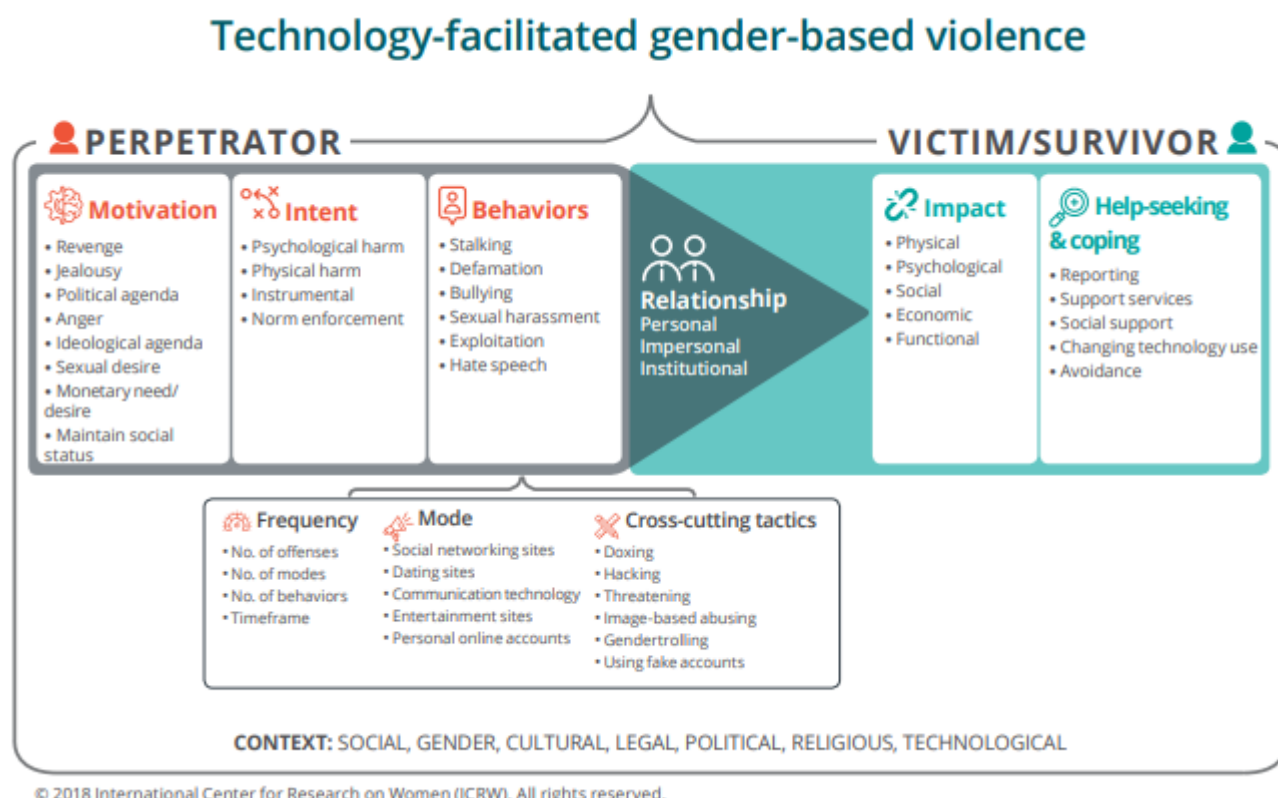 Technology-facilitated gender-based violence
PERPETRATOR
VICTIM/SURVIVOR
Motivation
• Revenge
• Jealousy
• Political agenda
• Anger
• Ideological agenda
• Sexual desire
• Monetary need/
desire
• Maintain social
status
Intent
• Psychological harm
• Physical harm
• Instrumental
• Norm enforcement
Behaviors
• Stalking
• Defamation
• Bullying
• Sexual harassment
• Exploitation
• Hate speech
Relationship
Personal
Impersonal
Institutional
Impact
• Physical
• Psychological
• Social
• Economic
• Functional
Help-seeking
& coping
• Reporting
• Support services
• Social support
• Changing technology use
• Avoidance
Frequency
• No. of offenses
• No. of modes
• No. of behaviors
• Timeframe
Mode
• Social networking sites
• Dating sites
• Communication technology
• Entertainment sites
• Personal online accounts
Cross-cutting tactics
• Doxing
• Hacking
• Threatening
• Image-based abusing
• Gendertrolling
• Using fake accounts
CONTEXT: SOCIAL, GENDER, CULTURAL, LEGAL, POLITICAL, RELIGIOUS, TECHNOLOGICAL
© 2018 International Center for Research on Women (ICRW). All rights reserved.